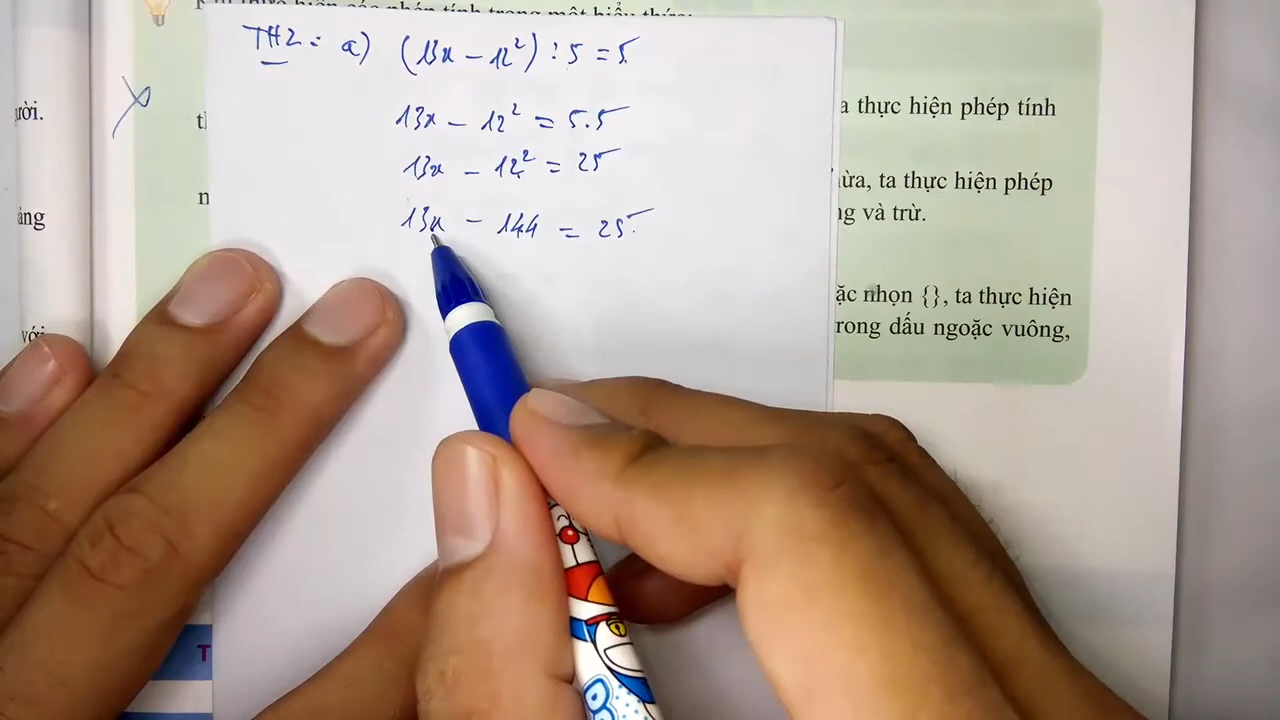 TH2: a) (13x - 12²) : 5 = 5
13x - 12² = 5.5
13x - 12² = 25
13x - 144 = 25
ười.
a thực hiện phép tính
ừa, ta thực hiện phép
ng và trừ.
ặc nhọn {}, ta thực hiện
rong dấu ngoặc vuông,
T